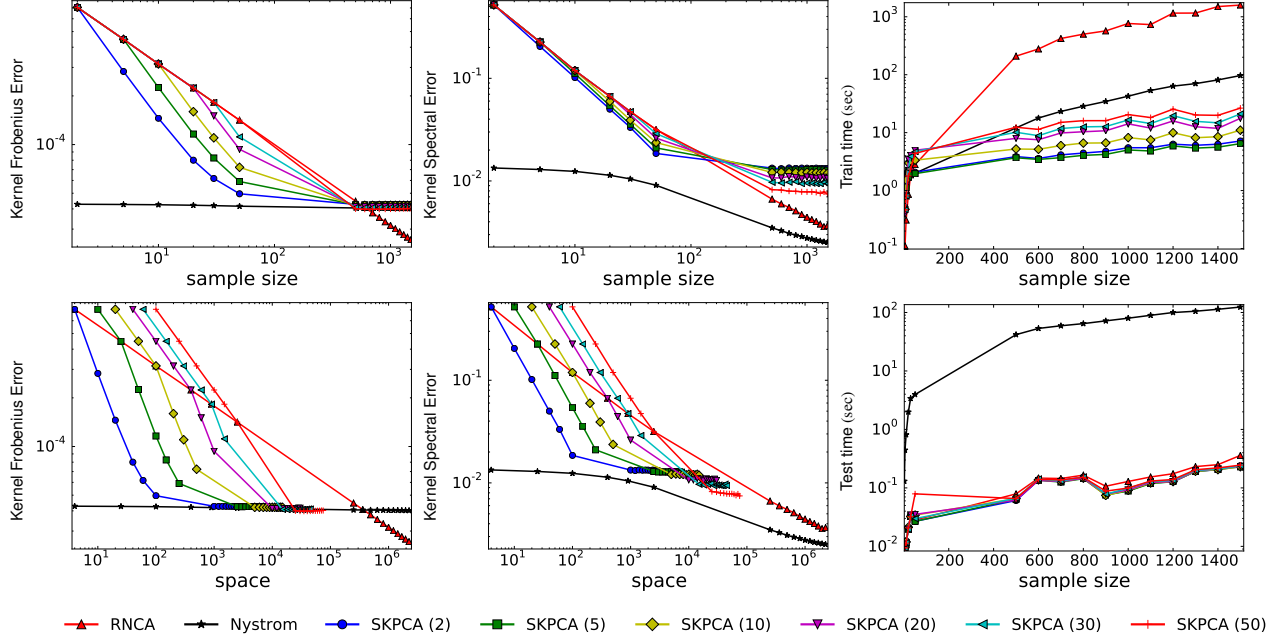 Kernel Frobenius Error
10^-4
10^1
10^2
10^3
sample size
Kernel Spectral Error
10^-1
10^-2
10^1
10^2
10^3
sample size
Train time (sec)
10^3
10^2
10^1
10^0
10^-1
200 400 600 800 1000 1200 1400
sample size
Kernel Frobenius Error
10^-4
10^1 10^2 10^3 10^4 10^5 10^6
space
Kernel Spectral Error
10^-1
10^-2
10^1 10^2 10^3 10^4 10^5 10^6
space
Test time (sec)
10^2
10^1
10^0
10^-1
10^-2
200 400 600 800 1000 1200 1400
sample size
RNCA Nystrom SKPCA (2) SKPCA (5) SKPCA (10) SKPCA (20) SKPCA (30) SKPCA (50)